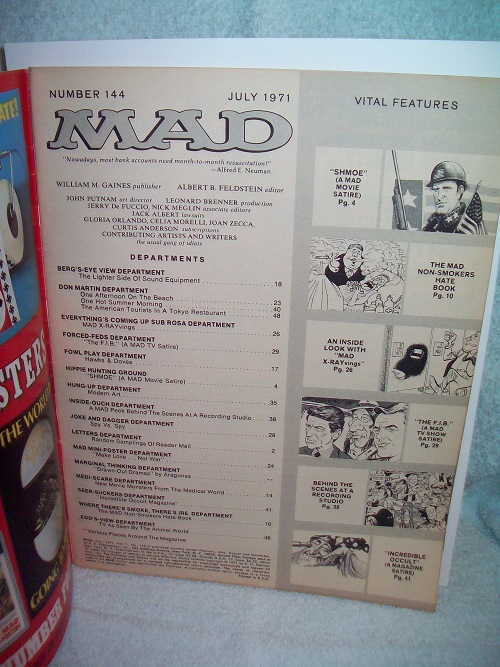 NUMBER 144
JULY 1971
MAD
"Nowadays, most bank accounts need month-to-month resuscitation!"
—Alfred E. Neuman
WILLIAM M. GAINES publisher ALBERT B. FELDSTEIN editor
JOHN PUTNAM art director LEONARD BRENNER production
JERRY De FUCCIO, NICK MEGLIN associate editors
JACK ALBERT lawsuits
GLORIA ORLANDO, CELIA MORELLI, JOAN ZECCA,
CURTIS ANDERSON subscriptions
CONTRIBUTING ARTISTS AND WRITERS
the usual gang of idiots
DEPARTMENTS
BERG'S-EYE VIEW DEPARTMENT
The Lighter Side Of Sound Equipment 18
DON MARTIN DEPARTMENT
One Afternoon On The Beach 23
One Hot Summer Morning 40
The American Tourists In A Tokyo Restaurant 48
EVERYTHING'S COMING UP SUB ROSA DEPARTMENT
MAD X-RAYvings 26
FORCED-FEDS DEPARTMENT
"The F.I.B." (A MAD TV Satire) 29
FOWL PLAY DEPARTMENT
Hawks & Doves 17
HIPPIE HUNTING GROUND
"SHMOE" (A MAD Movie Satire) 4
HUNG-UP DEPARTMENT
Modern Art 35
INSIDE-OUCH DEPARTMENT
A MAD Peek Behind The Scenes At A Recording Studio 38
JOKE AND DAGGER DEPARTMENT
Spy Vs. Spy 28
LETTERS DEPARTMENT
Random Samplings Of Reader Mail 2
MAD MINI-POSTER DEPARTMENT
"Make Love . . . Not War" 24
MARGINAL THINKING DEPARTMENT
"Drawn-Out Dramas" by Aragones **
MEDI-SCARE DEPARTMENT
New Movie Monsters From The Medical World 14
SEER-SUCKERS DEPARTMENT
"Incredible Occult Magazine" 41
WHERE THERE'S SMOKE, THERE'S IRE DEPARTMENT
The MAD Non-Smokers Hate Book 10
ZOO'S-VIEW DEPARTMENT
TV As Seen By The Animal World 36
**Various Places Around The Magazine
VITAL FEATURES
"SHMOE"
(A MAD
MOVIE
SATIRE)
Pg. 4
THE MAD
NON-SMOKERS
HATE
BOOK
Pg. 10
AN INSIDE
LOOK WITH
"MAD
X-RAYvings"
Pg. 26
"THE F.I.B."
(A MAD
TV SHOW
SATIRE)
Pg. 29
BEHIND THE
SCENES AT A
RECORDING
STUDIO
Pg. 38
"INCREDIBLE
OCCULT"
(A MAGAZINE
SATIRE)
Pg. 41